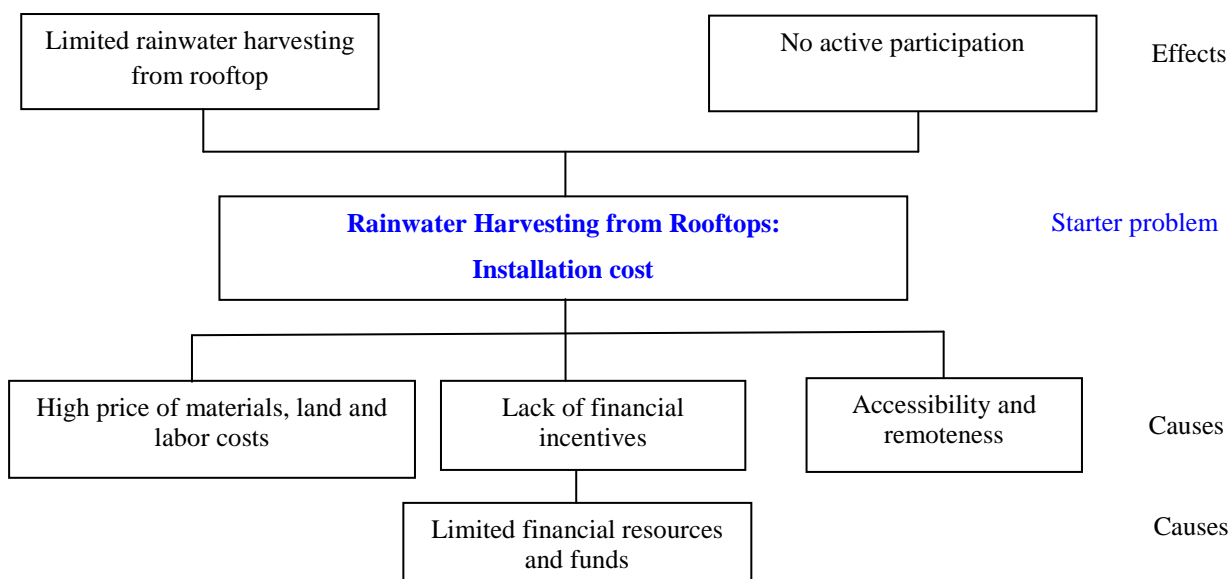 Limited rainwater harvesting
from rooftop
No active participation
Effects
Rainwater Harvesting from Rooftops:
Installation cost
Starter problem
High price of materials, land and
labor costs
Lack of financial
incentives
Accessibility and
remoteness
Causes
Limited financial resources
and funds
Causes